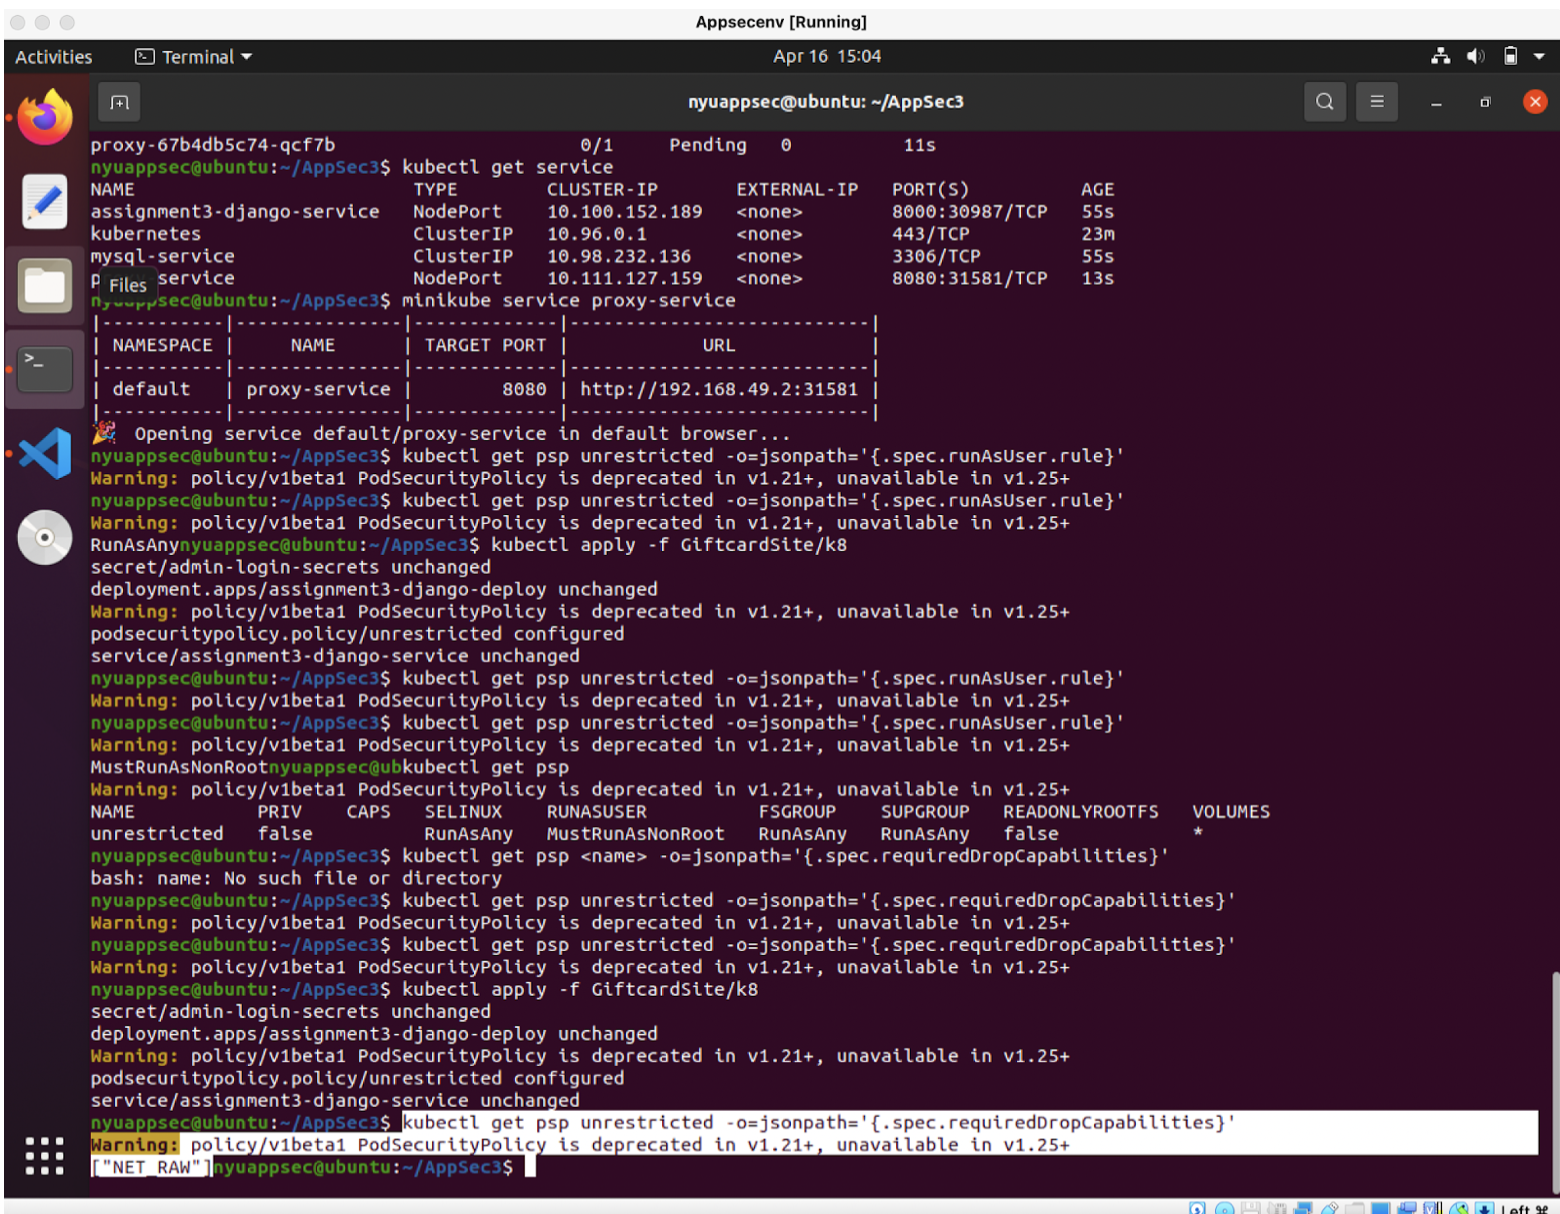 Appsecenv [Running]
Activities Terminal Apr 16 15:04
nyuappsec@ubuntu: ~/AppSec3
proxy-67b4db5c74-qcf7b 0/1 Pending 0 11s
nyuappsec@ubuntu:~/AppSec3$ kubectl get service
NAME TYPE CLUSTER-IP EXTERNAL-IP PORT(S) AGE
assignment3-django-service NodePort 10.100.152.189 <none> 8000:30987/TCP 55s
kubernetes ClusterIP 10.96.0.1 <none> 443/TCP 23m
mysql-service ClusterIP 10.98.232.136 <none> 3306/TCP 55s
service NodePort 10.111.127.159 <none> 8080:31581/TCP 13s
Files
nyuappsec@ubuntu:~/AppSec3$ minikube service proxy-service
|-----------|---------------|-------------|---------------------------|
| NAMESPACE | NAME | TARGET PORT | URL |
|-----------|---------------|-------------|---------------------------|
| default | proxy-service | 8080 | http://192.168.49.2:31581 |
|-----------|---------------|-------------|---------------------------|
🎉 Opening service default/proxy-service in default browser...
nyuappsec@ubuntu:~/AppSec3$ kubectl get psp unrestricted -o=jsonpath='{.spec.runAsUser.rule}'
Warning: policy/v1beta1 PodSecurityPolicy is deprecated in v1.21+, unavailable in v1.25+
nyuappsec@ubuntu:~/AppSec3$ kubectl get psp unrestricted -o=jsonpath='{.spec.runAsUser.rule}'
Warning: policy/v1beta1 PodSecurityPolicy is deprecated in v1.21+, unavailable in v1.25+
RunAsAnynyuappsec@ubuntu:~/AppSec3$ kubectl apply -f GiftcardSite/k8
secret/admin-login-secrets unchanged
deployment.apps/assignment3-django-deploy unchanged
Warning: policy/v1beta1 PodSecurityPolicy is deprecated in v1.21+, unavailable in v1.25+
podsecuritypolicy.policy/unrestricted configured
service/assignment3-django-service unchanged
nyuappsec@ubuntu:~/AppSec3$ kubectl get psp unrestricted -o=jsonpath='{.spec.runAsUser.rule}'
Warning: policy/v1beta1 PodSecurityPolicy is deprecated in v1.21+, unavailable in v1.25+
nyuappsec@ubuntu:~/AppSec3$ kubectl get psp unrestricted -o=jsonpath='{.spec.runAsUser.rule}'
Warning: policy/v1beta1 PodSecurityPolicy is deprecated in v1.21+, unavailable in v1.25+
MustRunAsNonRootnyuappsec@ubkubectl get psp
Warning: policy/v1beta1 PodSecurityPolicy is deprecated in v1.21+, unavailable in v1.25+
NAME PRIV CAPS SELINUX RUNASUSER FSGROUP SUPGROUP READONLYROOTFS VOLUMES
unrestricted false RunAsAny MustRunAsNonRoot RunAsAny RunAsAny false *
nyuappsec@ubuntu:~/AppSec3$ kubectl get psp <name> -o=jsonpath='{.spec.requiredDropCapabilities}'
bash: name: No such file or directory
nyuappsec@ubuntu:~/AppSec3$ kubectl get psp unrestricted -o=jsonpath='{.spec.requiredDropCapabilities}'
Warning: policy/v1beta1 PodSecurityPolicy is deprecated in v1.21+, unavailable in v1.25+
nyuappsec@ubuntu:~/AppSec3$ kubectl get psp unrestricted -o=jsonpath='{.spec.requiredDropCapabilities}'
Warning: policy/v1beta1 PodSecurityPolicy is deprecated in v1.21+, unavailable in v1.25+
nyuappsec@ubuntu:~/AppSec3$ kubectl apply -f GiftcardSite/k8
secret/admin-login-secrets unchanged
deployment.apps/assignment3-django-deploy unchanged
Warning: policy/v1beta1 PodSecurityPolicy is deprecated in v1.21+, unavailable in v1.25+
podsecuritypolicy.policy/unrestricted configured
service/assignment3-django-service unchanged
nyuappsec@ubuntu:~/AppSec3$ kubectl get psp unrestricted -o=jsonpath='{.spec.requiredDropCapabilities}'
Warning: policy/v1beta1 PodSecurityPolicy is deprecated in v1.21+, unavailable in v1.25+
["NET_RAW"]nyuappsec@ubuntu:~/AppSec3$
Left ⌘